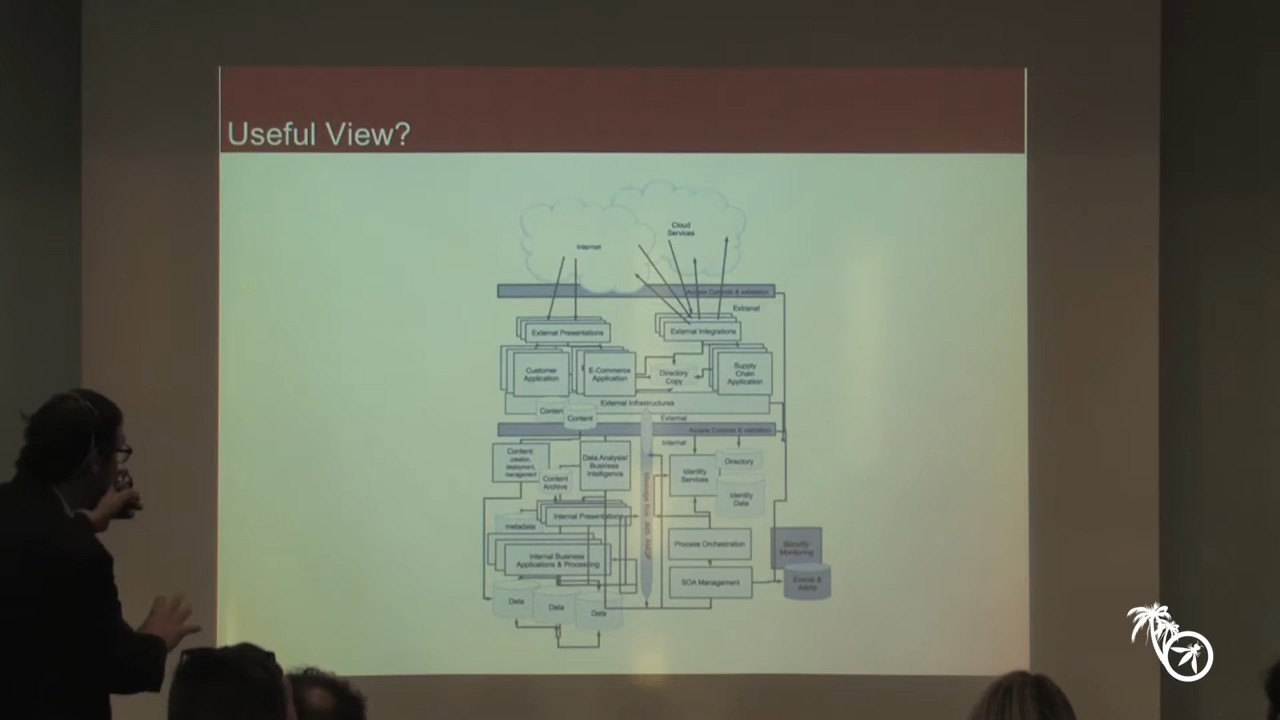 Useful View?
Cloud
Services
Internet
Access Controls & validation
Extranet
External Presentations
External Integrations
Customer
Application
E-Commerce
Application
Directory
Copy
Supply
Chain
Application
External Infrastructures
Content
Content
External
Access Controls & validation
Internal
Content
creation,
deployment,
management
Data Analysis/
Business
Intelligence
Content
Archive
Identity
Services
Directory
Identity
Data
Internal Presentations
metadata
Process Orchestration
Security
Monitoring
Internal Business
Applications & Processing
SOA Management
Events &
Alerts
Data
Data
Data